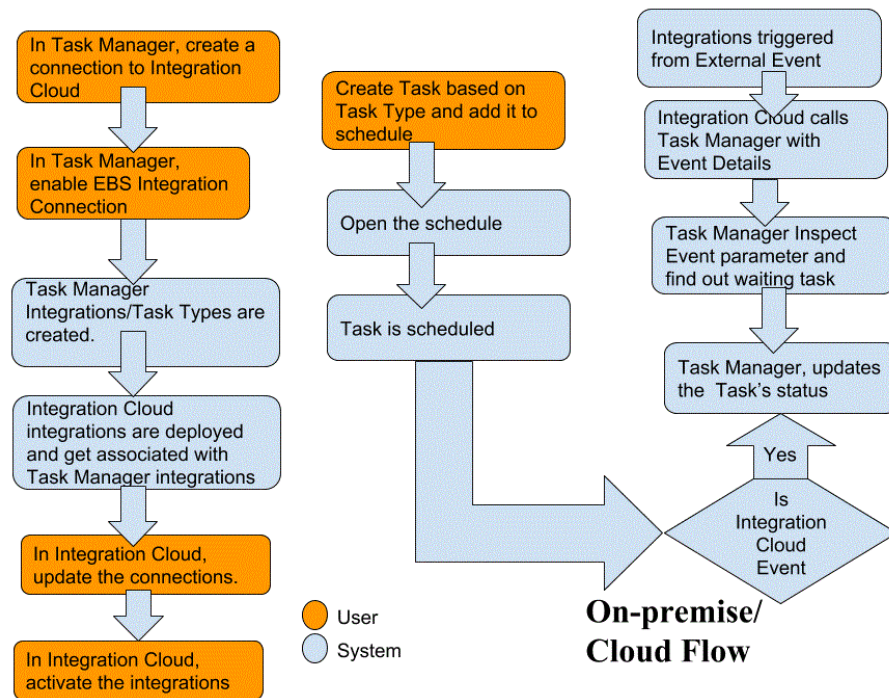 In Task Manager, create a
connection to Integration
Cloud
In Task Manager,
enable EBS Integration
Connection
Task Manager
Integrations/Task Types are
created.
Integration Cloud
integrations are deployed
and get associated with
Task Manager integrations
In Integration Cloud,
update the connections.
In Integration Cloud,
activate the integrations
Create Task based on
Task Type and add it to
schedule
Open the schedule
Task is scheduled
Integrations triggered
from External Event
Integration Cloud calls
Task Manager with
Event Details
Task Manager Inspect
Event parameter and
find out waiting task
Task Manager, updates
the Task's status
Yes
Is
Integration
Cloud
Event
User
System
On-premise/
Cloud Flow